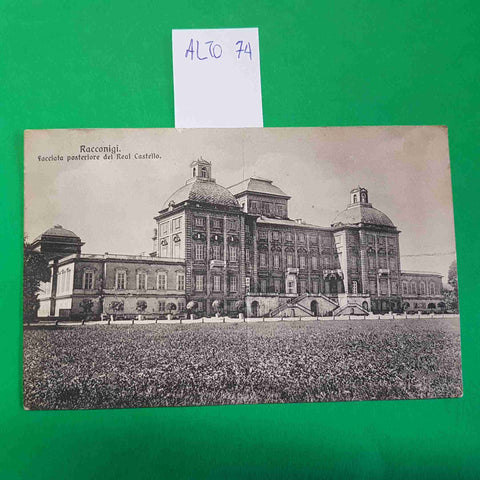 ALTO 74
Racconigi.
Facciata posteriore del Real Castello.